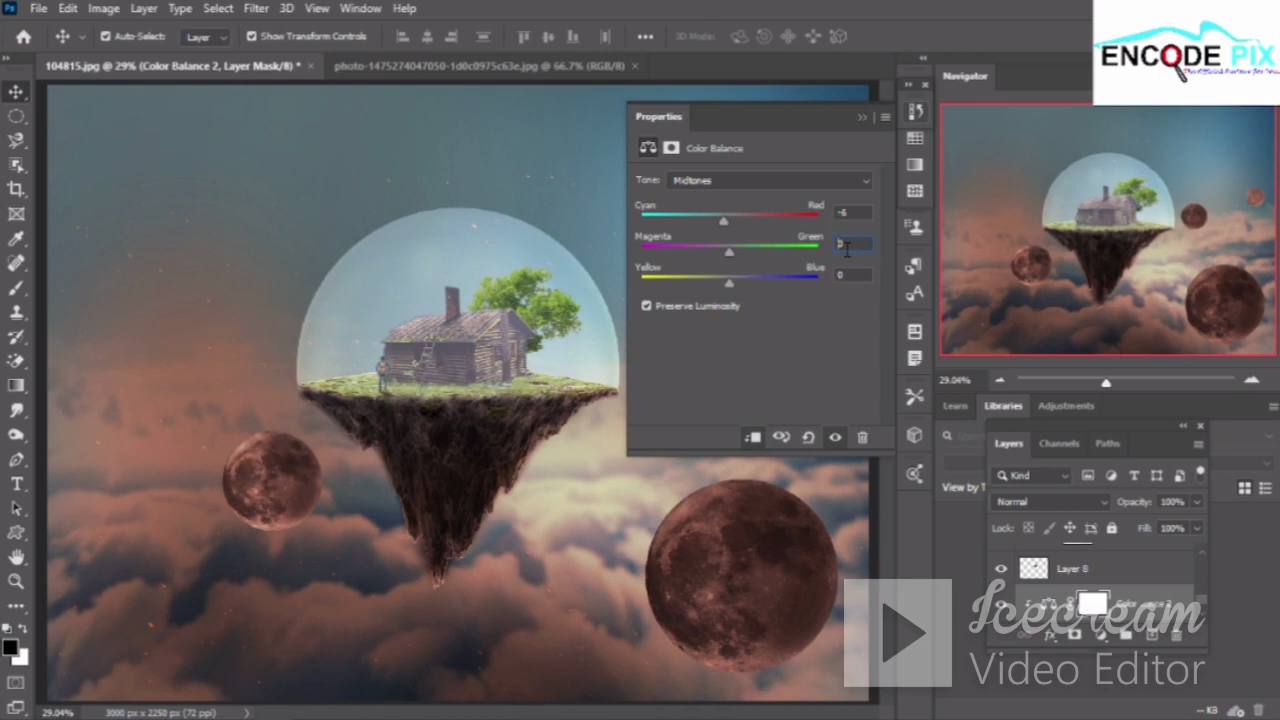 Ps File Edit Image Layer Type Select Filter 3D View Window Help
Auto-Select: Layer Show Transform Controls ••• 3D Mode:
ENCODE PIX
104815.jpg @ 29% (Color Balance 2, Layer Mask/8) * × photo-1475274047050-1d0c0975c63e.jpg @ 66.7% (RGB/8) ×
Navigator
Properties
Color Balance
Tone: Midtones
Cyan Red -6
Magenta Green
Yellow Blue 0
Preserve Luminosity
29.04%
Learn Libraries Adjustments
Layers Channels Paths
Kind
View by
Normal Opacity: 100%
Lock: Fill: 100%
Layer 8
Icecream
Video Editor
29.04% 3000 px x 2250 px (72 ppi)
-- KB